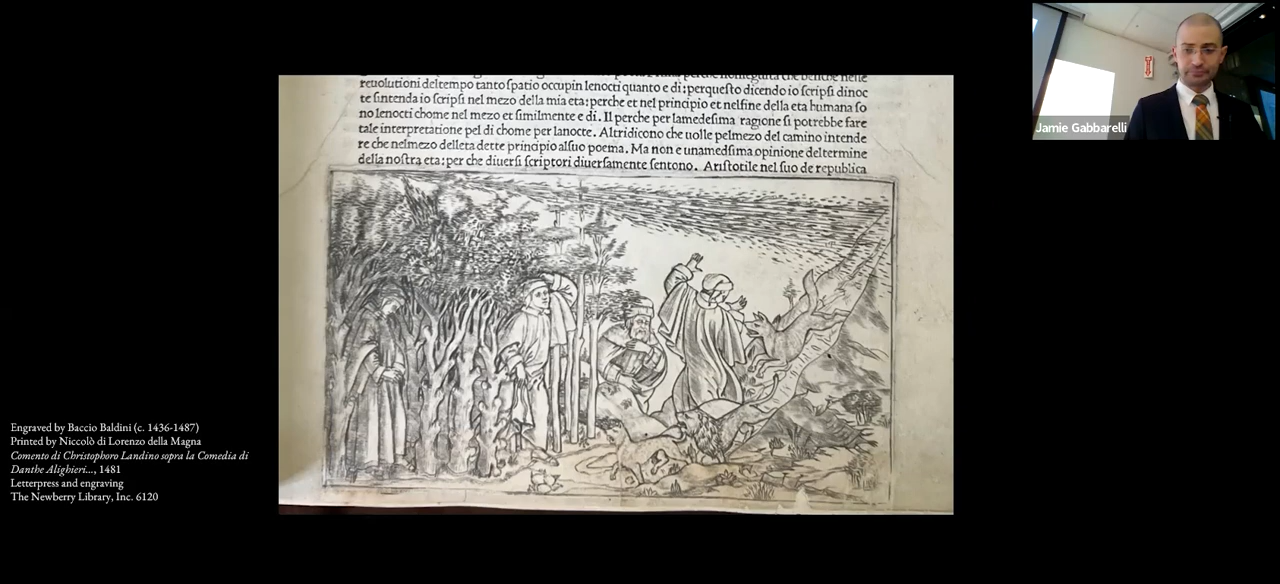 reuolutioni deltempo tanto spatio occupin lenocti quanto e di: perquesto dicendo io scripsi dinoc
te sintenda io scripsi nel mezo della mia eta: perche et nel principio et nelfine della eta humana so
no lenocti chome nel mezo et similmente e di. Il perche per lamedesima ragione si potrebbe fare
tale interpretatione pel di chome per lanocte. Altridicono che uolle pelmezo del camino intende
re che nelmezo delleta dette principio alsuo poema. Ma non e unamedsima opinione deltermine
della nostra eta: per che diuersi scriptori diuersamente sentono. Aristotile nel suo de republica
Jamie Gabbarelli
Engraved by Baccio Baldini (c. 1436-1487)
Printed by Niccolò di Lorenzo della Magna
Comento di Christophoro Landino sopra la Comedia di
Danthe Alighieri..., 1481
Letterpress and engraving
The Newberry Library, Inc. 6120